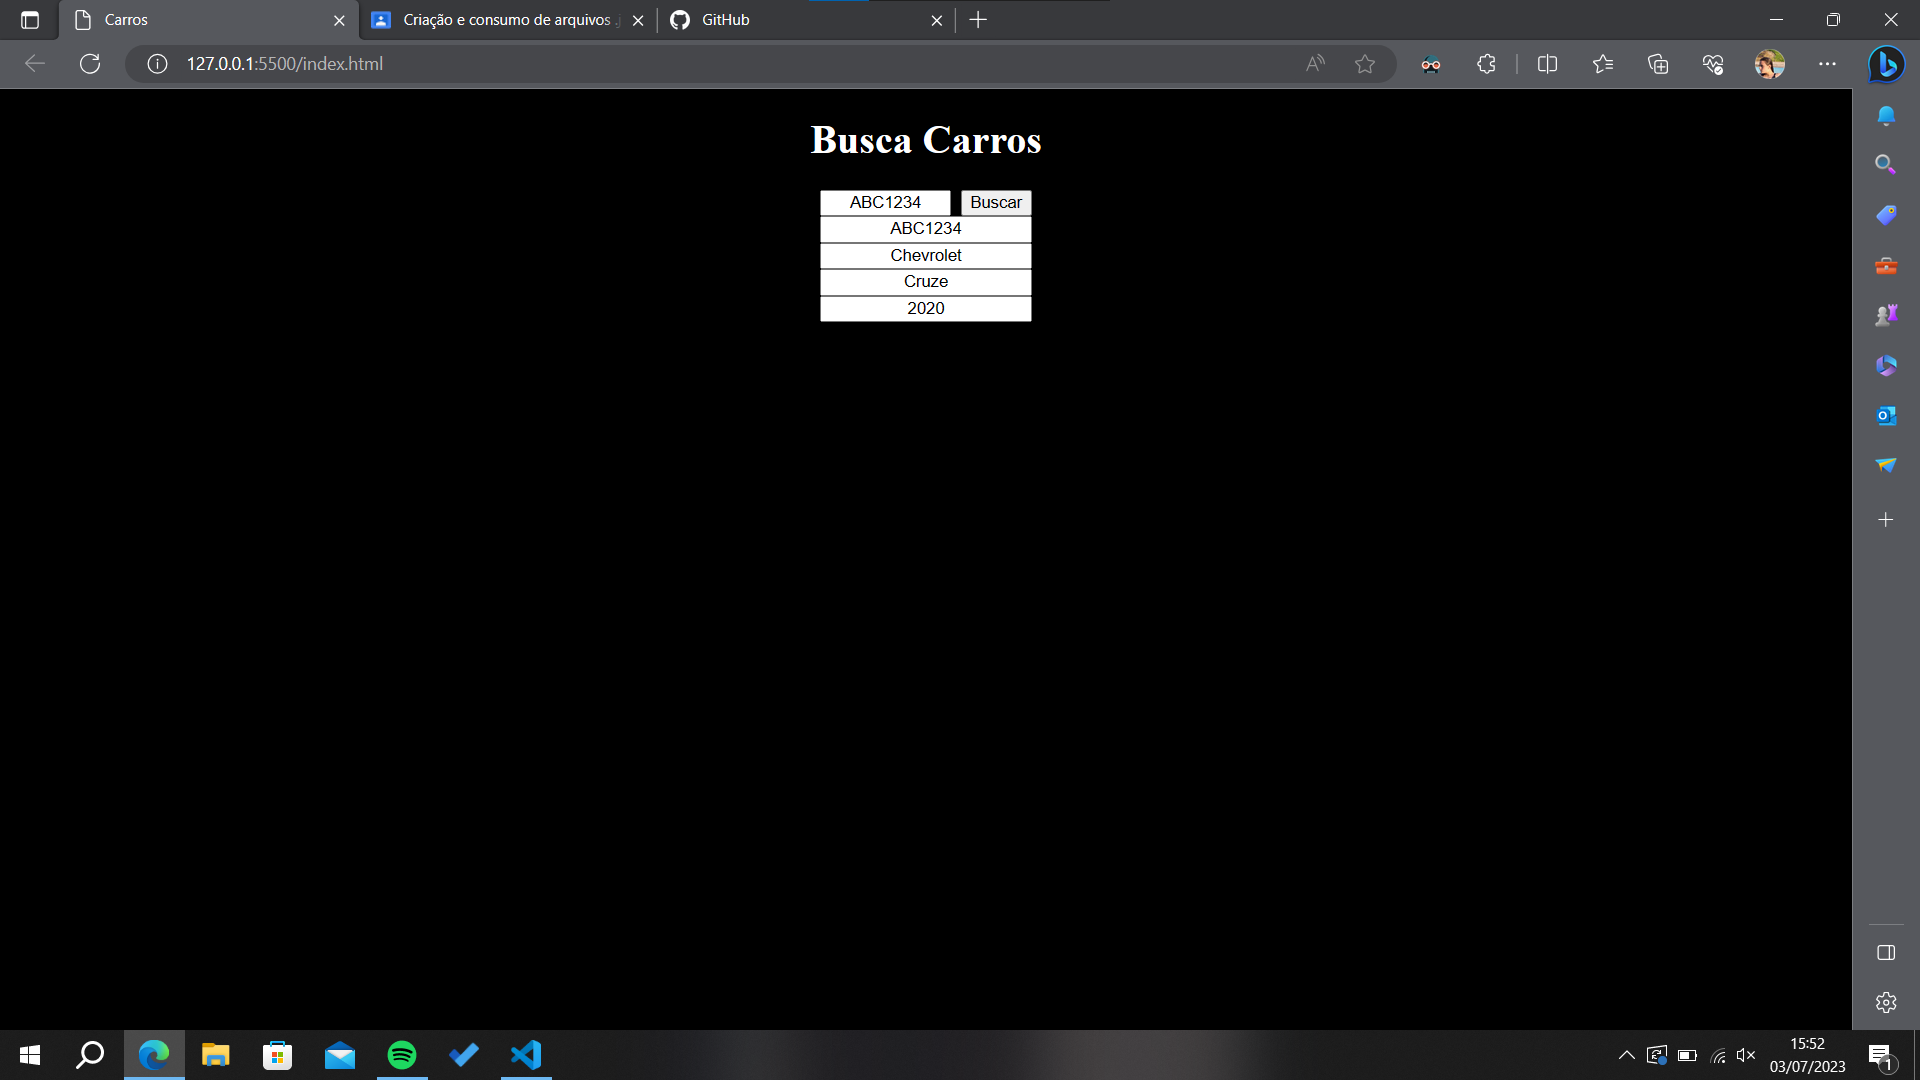 Carros
Criação e consumo de arquivos .j
GitHub
127.0.0.1:5500/index.html
Busca Carros
ABC1234 Buscar
ABC1234
Chevrolet
Cruze
2020
15:52
03/07/2023
1